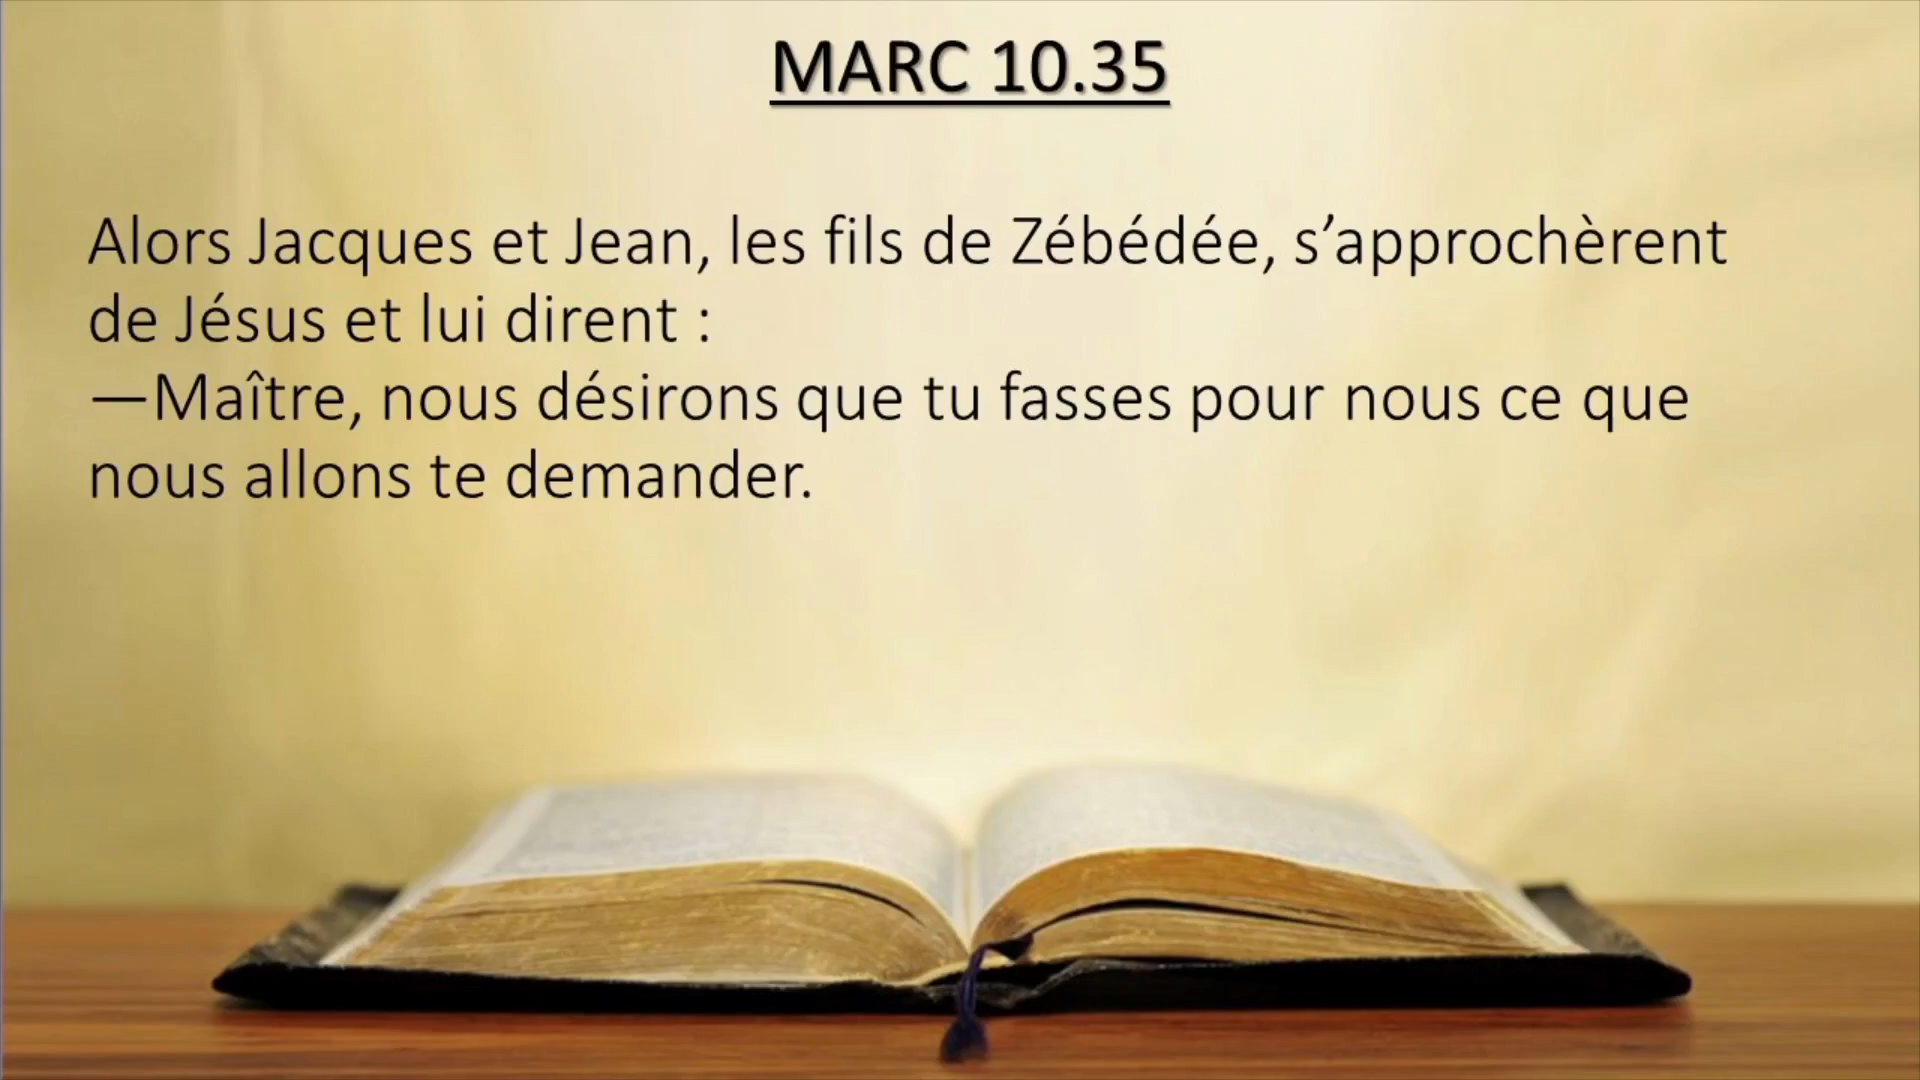 MARC 10.35
Alors Jacques et Jean, les fils de Zébédée, s’approchèrent
de Jésus et lui dirent :
—Maître, nous désirons que tu fasses pour nous ce que
nous allons te demander.